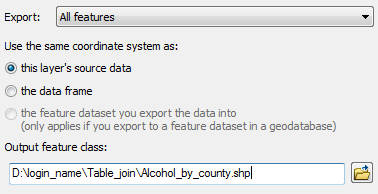 Export: All features
Use the same coordinate system as:
this layer's source data
the data frame
the feature dataset you export the data into
(only applies if you export to a feature dataset in a geodatabase)
Output feature class:
D:\login_name\Table_join\Alcohol_by_county.shp